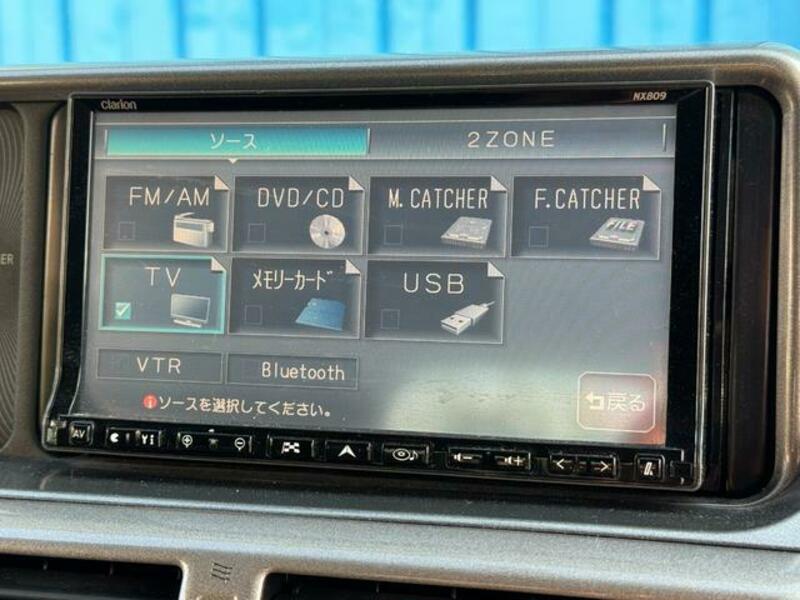 clarion NX809
ソース 2ZONE
FM/AM DVD/CD M.CATCHER F.CATCHER
FILE
TV メモリーカード USB
VTR Bluetooth
ソースを選択してください。
戻る
AV
ER